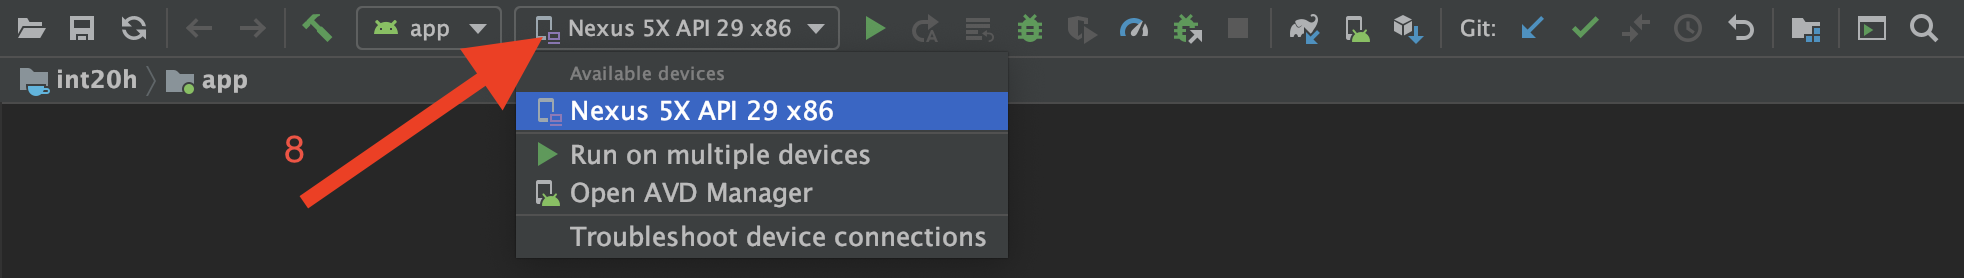 app
Nexus 5X API 29 x86
Git:
int20h
app
Available devices
Nexus 5X API 29 x86
8
Run on multiple devices
Open AVD Manager
Troubleshoot device connections